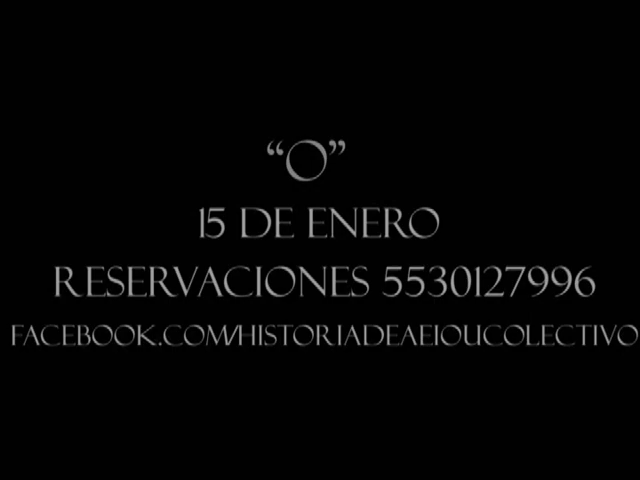 “O”
15 DE ENERO
RESERVACIONES 5530127996
FACEBOOK.COM/HISTORIADEAEIOUCOLECTIVO